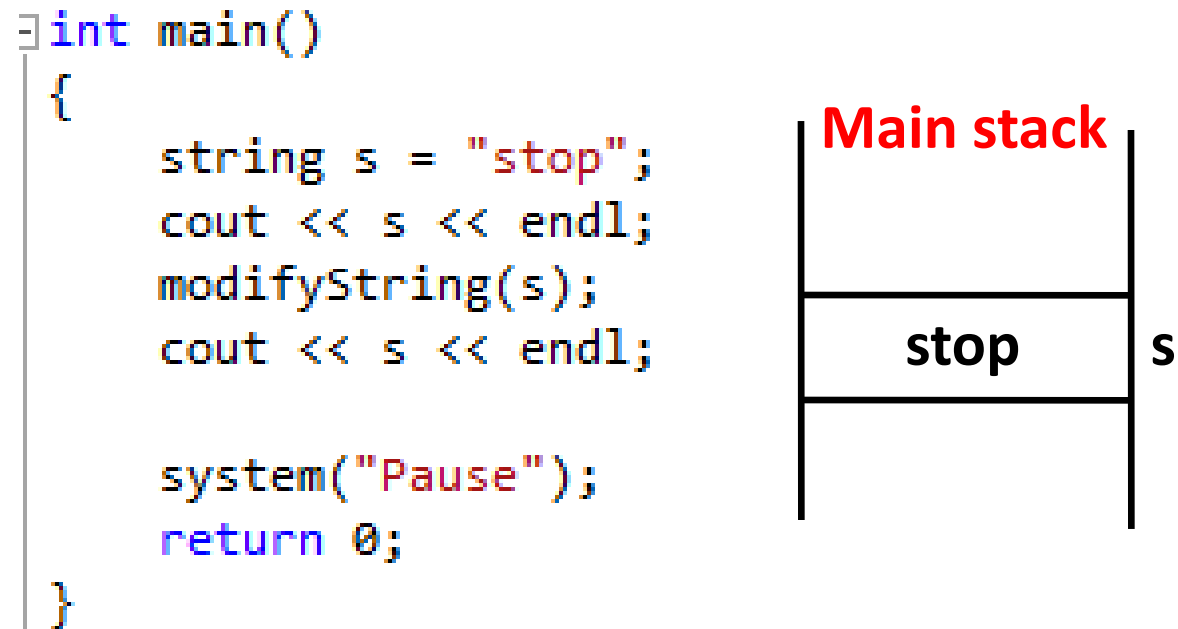 int main()
{
    string s = "stop";
    cout << s << endl;
    modifyString(s);
    cout << s << endl;

    system("Pause");
    return 0;
}
Main stack
stop s